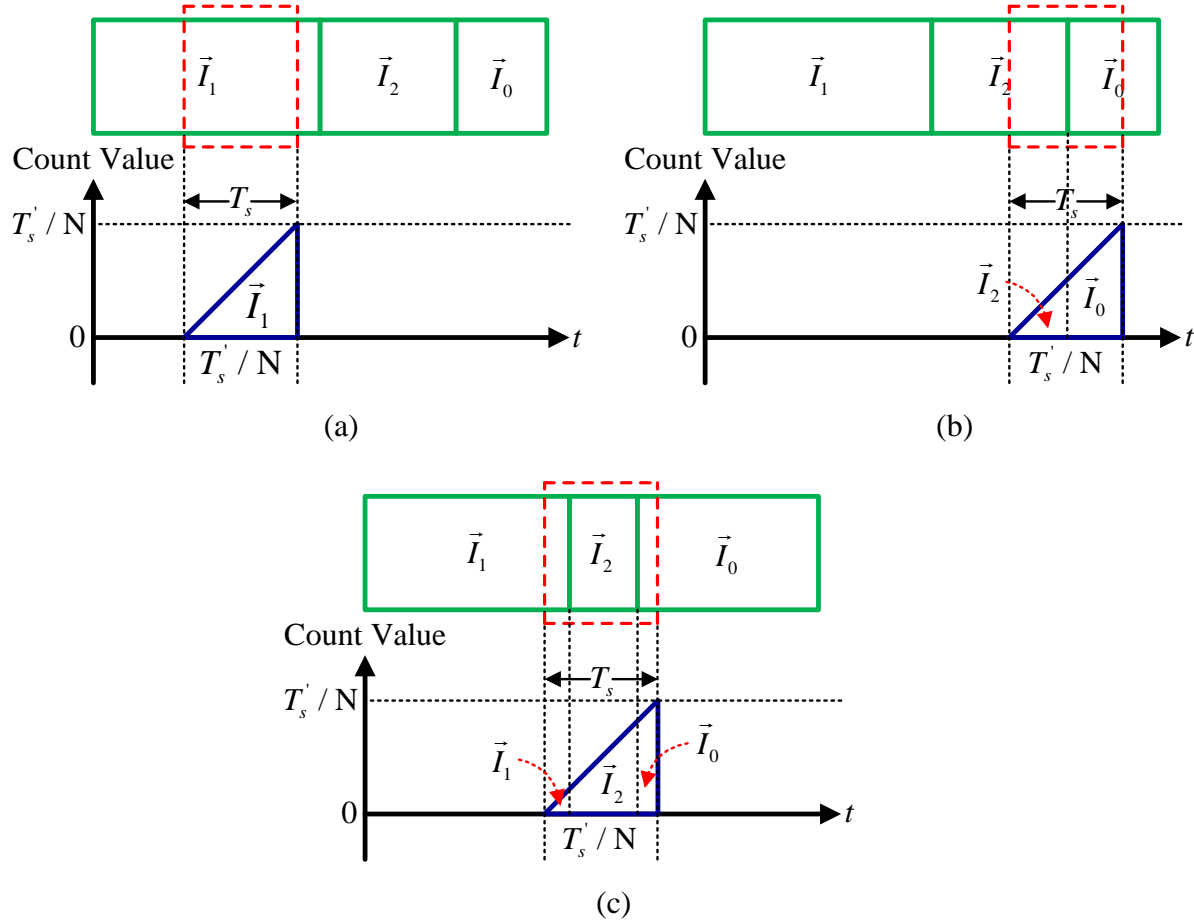 I⃗₁ I⃗₂ I⃗₀
Count Value
Tₛ
Tₛ' / N
I⃗₁
0
t
Tₛ' / N
(a)
I⃗₁ I⃗₂ I⃗₀
Count Value
Tₛ
Tₛ' / N
I⃗₂ I⃗₀
0
t
Tₛ' / N
(b)
I⃗₁ I⃗₂ I⃗₀
Count Value
Tₛ
Tₛ' / N
I⃗₁ I⃗₂ I⃗₀
0
t
Tₛ' / N
(c)